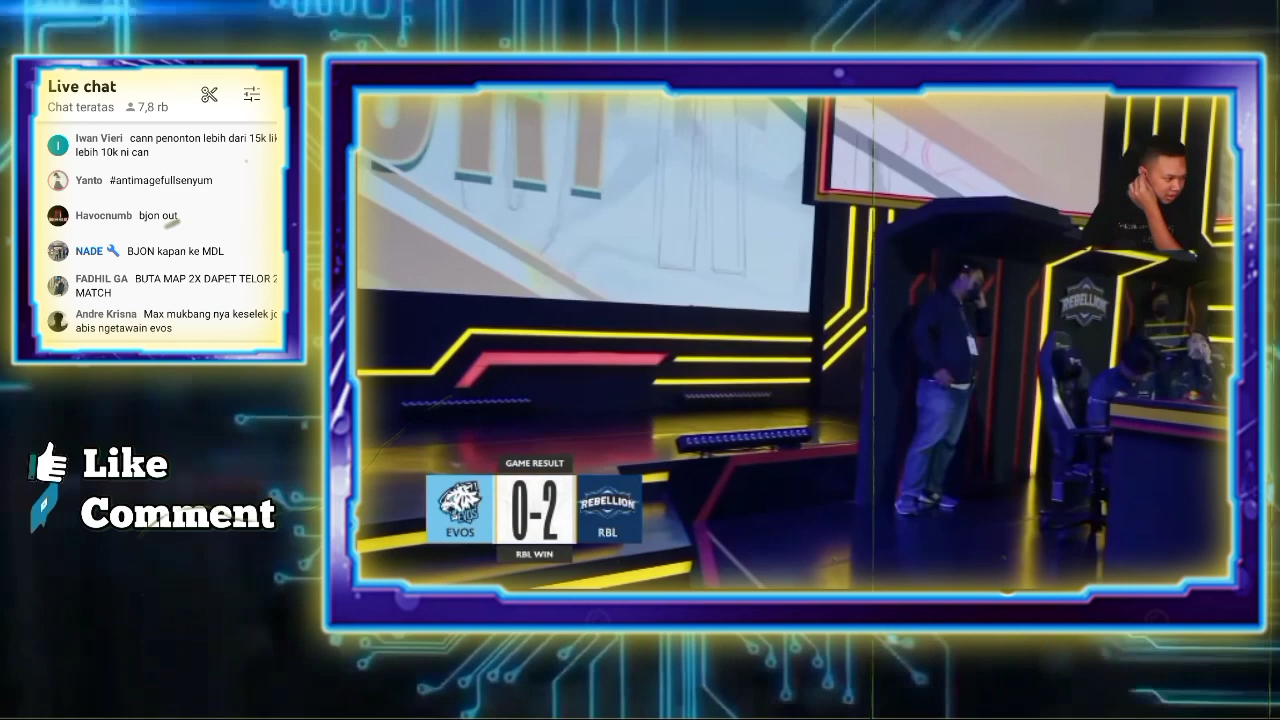 Live chat
Chat teratas 7,8 rb
Iwan Vieri cann penonton lebih dari 15k lik
lebih 10k ni can
Yanto #antimagefullsenyum
Havocnumb bjon out
NADE BJON kapan ke MDL
FADHIL GA BUTA MAP 2X DAPET TELOR 2
MATCH
Andre Krisna Max mukbang nya keselek jo
abis ngetawain evos
Like
Comment
REBELLION
GAME RESULT
EVOS
0-2
REBELLION
EVOS
RBL
RBL WIN